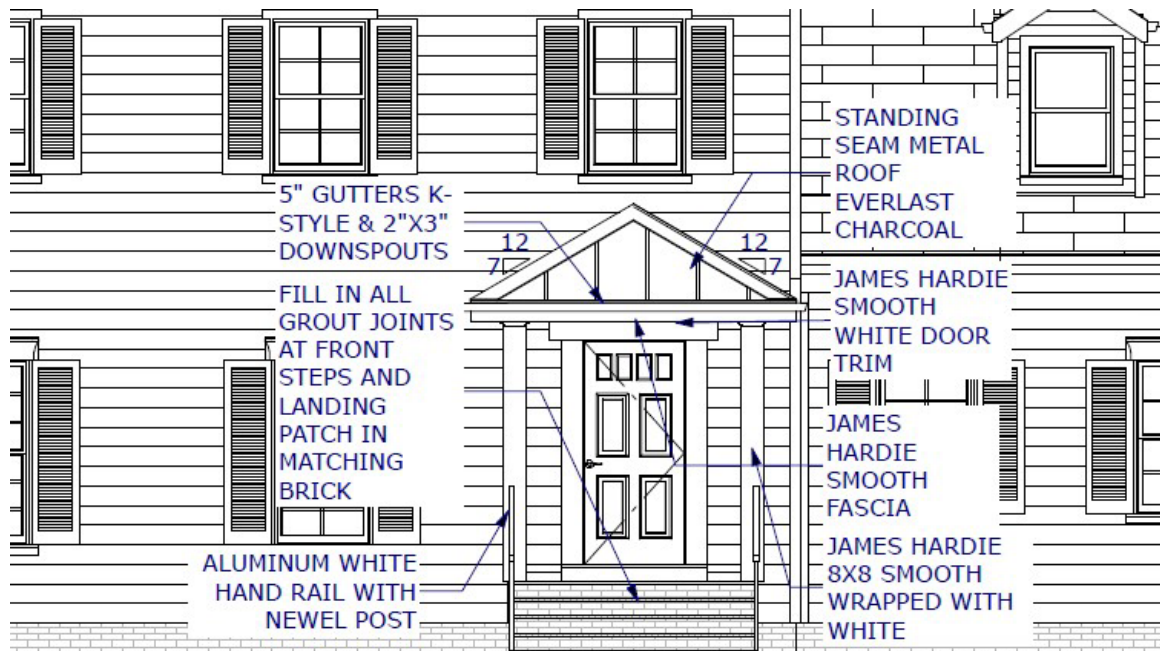 5" GUTTERS K-
STYLE & 2"X3"
DOWNSPOUTS
12
7
12
7
STANDING
SEAM METAL
ROOF
EVERLAST
CHARCOAL
FILL IN ALL
GROUT JOINTS
AT FRONT
STEPS AND
LANDING
PATCH IN
MATCHING
BRICK
JAMES HARDIE
SMOOTH
WHITE DOOR
TRIM
JAMES
HARDIE
SMOOTH
FASCIA
ALUMINUM WHITE
HAND RAIL WITH
NEWEL POST
JAMES HARDIE
8X8 SMOOTH
WRAPPED WITH
WHITE